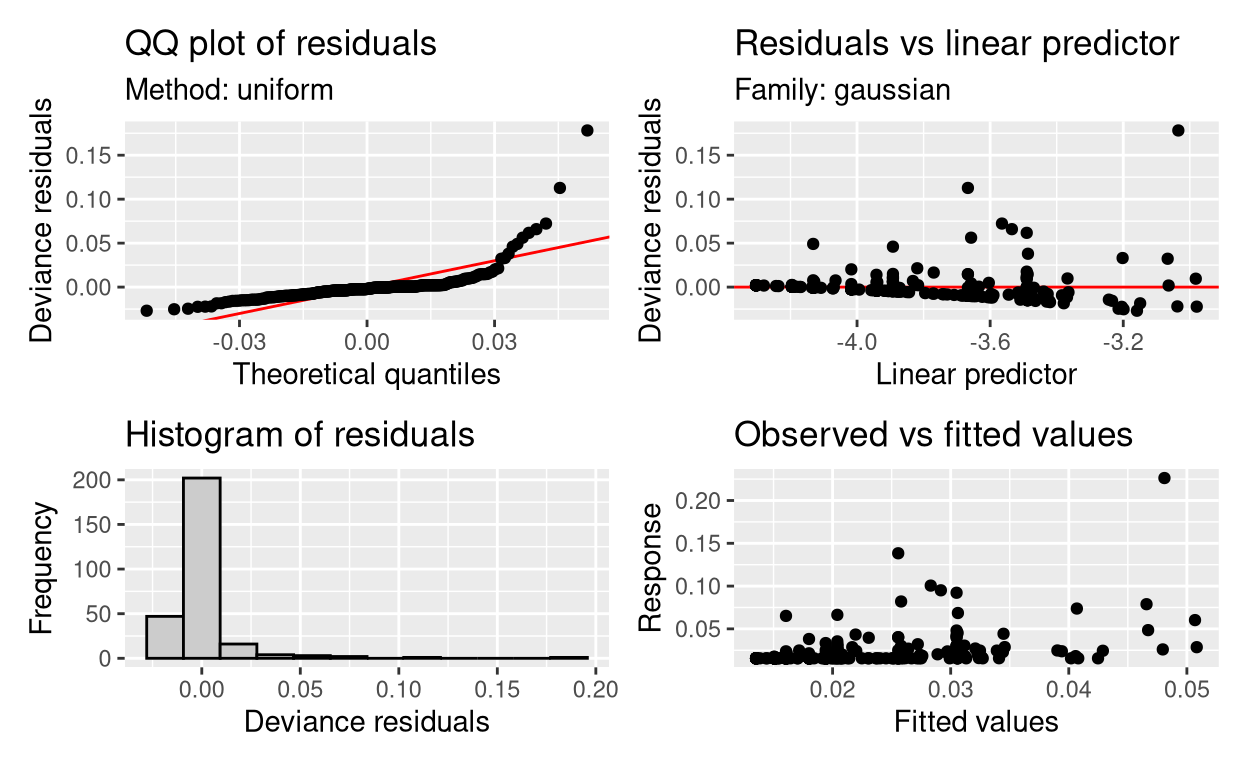 QQ plot of residuals
Method: uniform
Deviance residuals
0.15
0.10
0.05
0.00
-0.03
0.00
0.03
Theoretical quantiles
Residuals vs linear predictor
Family: gaussian
Deviance residuals
0.15
0.10
0.05
0.00
-4.0
-3.6
-3.2
Linear predictor
Histogram of residuals
Frequency
200
150
100
50
0
0.00
0.05
0.10
0.15
0.20
Deviance residuals
Observed vs fitted values
Response
0.20
0.15
0.10
0.05
0.02
0.03
0.04
0.05
Fitted values